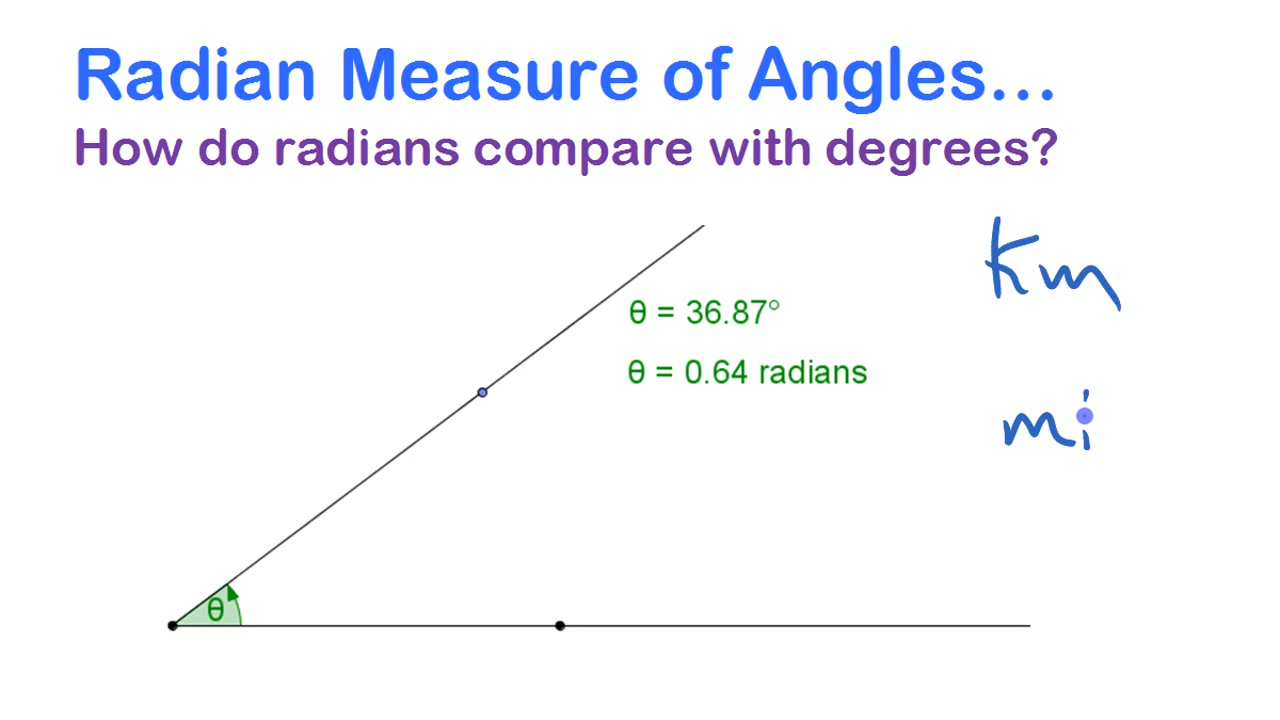 Radian Measure of Angles...
How do radians compare with degrees?
km
θ = 36.87°
θ = 0.64 radians
mi
θ